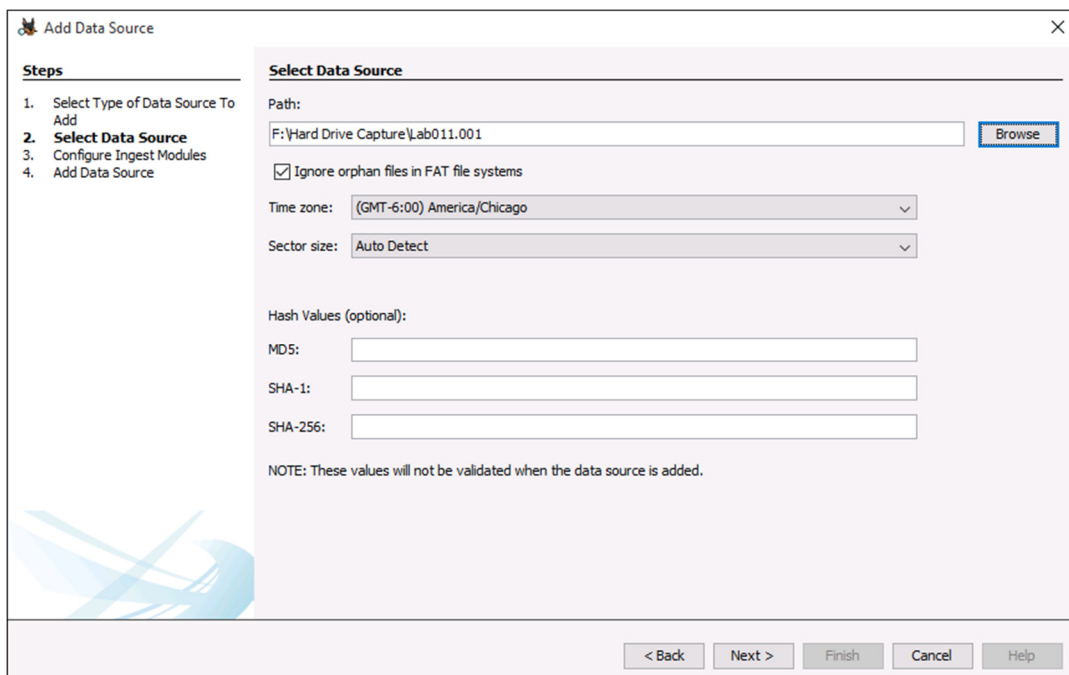 Add Data Source
Steps
1. Select Type of Data Source To
Add
2. Select Data Source
3. Configure Ingest Modules
4. Add Data Source
Select Data Source
Path:
F:\Hard Drive Capture\Lab011.001
Browse
Ignore orphan files in FAT file systems
Time zone: (GMT-6:00) America/Chicago
Sector size: Auto Detect
Hash Values (optional):
MD5:
SHA-1:
SHA-256:
NOTE: These values will not be validated when the data source is added.
< Back Next > Finish Cancel Help